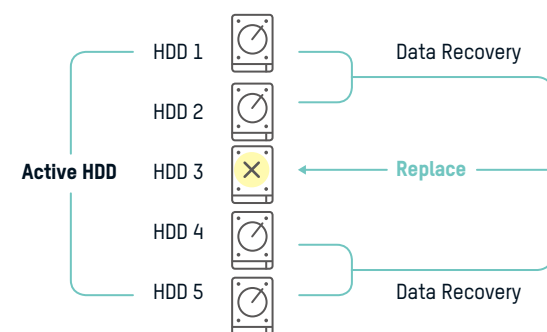 HDD 1
Data Recovery
HDD 2
Active HDD
HDD 3
Replace
HDD 4
HDD 5
Data Recovery